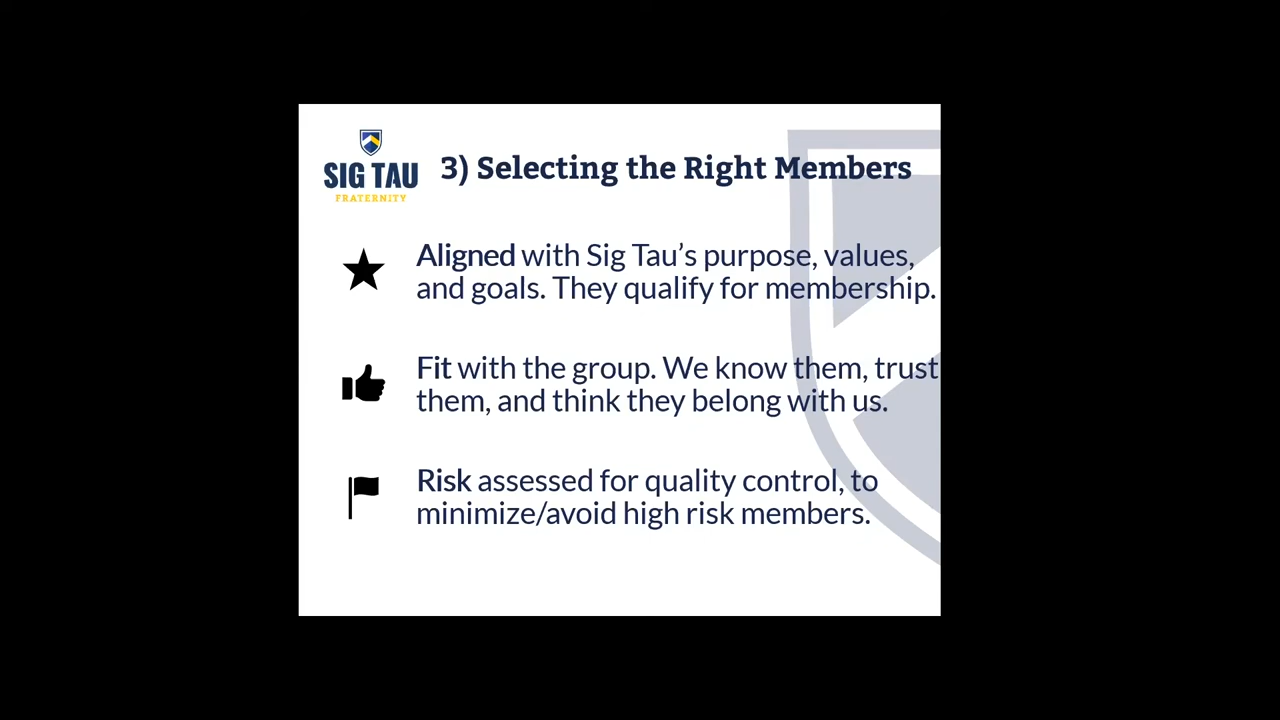 SIG TAU
FRATERNITY
3) Selecting the Right Members
Aligned with Sig Tau’s purpose, values,
and goals. They qualify for membership.
Fit with the group. We know them, trust
them, and think they belong with us.
Risk assessed for quality control, to
minimize/avoid high risk members.